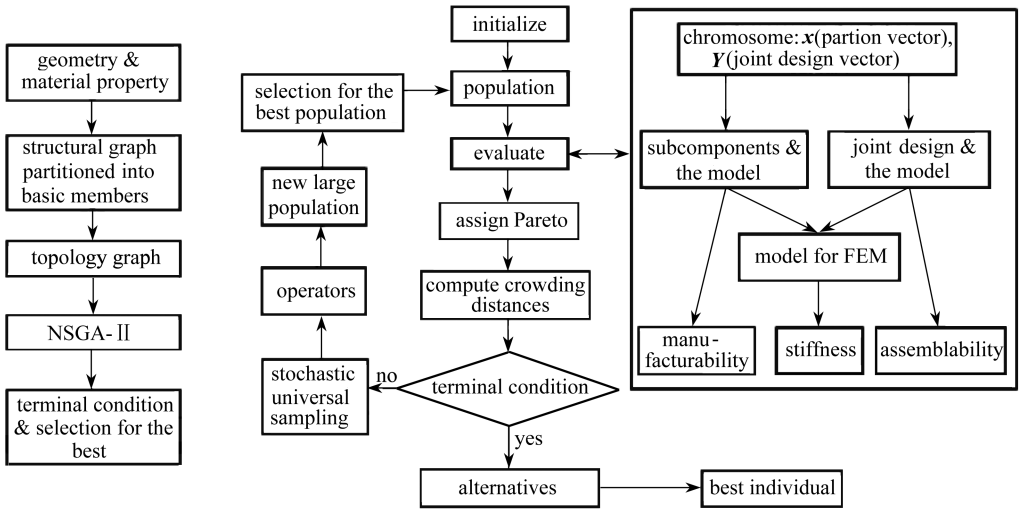 geometry &
material property
structural graph
partitioned into
basic members
topology graph
NSGA-Ⅱ
terminal condition
& selection for the
best
initialize
population
selection for the
best population
evaluate
new large
population
assign Pareto
operators
compute crowding
distances
stochastic
universal
sampling
no
terminal condition
yes
alternatives
best individual
chromosome: x(partion vector),
Y(joint design vector)
subcomponents &
the model
joint design &
the model
model for FEM
manu-
facturability
stiffness
assemblability